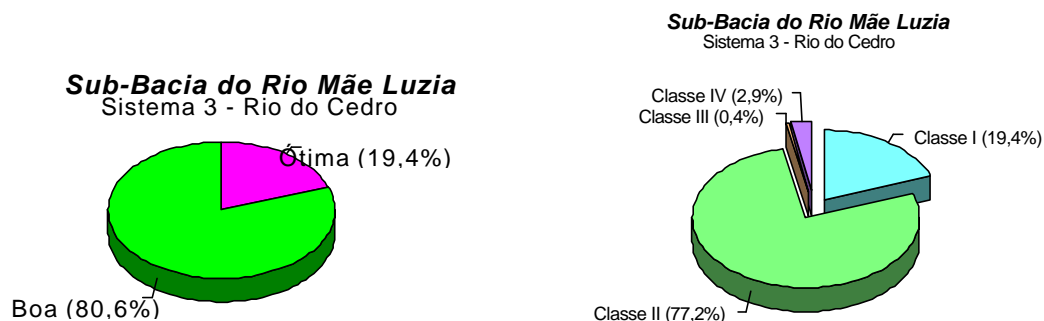 Sub-Bacia do Rio Mãe Luzia
Sistema 3 - Rio do Cedro
Ótima (19,4%)
Boa (80,6%)
Sub-Bacia do Rio Mãe Luzia
Sistema 3 - Rio do Cedro
Classe IV (2,9%)
Classe III (0,4%)
Classe I (19,4%)
Classe II (77,2%)